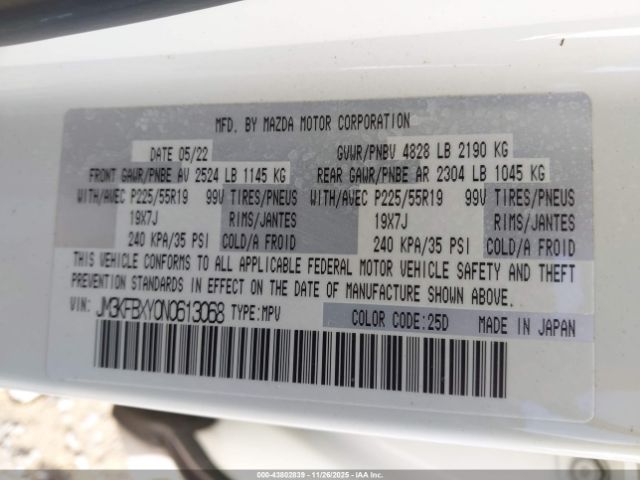 MFD. BY MAZDA MOTOR CORPORATION
DATE 05/22 GVWR/PNBV 4828 LB 2190 KG
FRONT GAWR/PNBE AV 2524 LB 1145 KG REAR GAWR/PNBE AR 2304 LB 1045 KG
WITH/AVEC P225/55R19 99V TIRES/PNEUS WITH/AVEC P225/55R19 99V TIRES/PNEUS
19X7J RIMS/JANTES 19X7J RIMS/JANTES
240 KPA/35 PSI COLD/A FROID 240 KPA/35 PSI COLD/A FROID
THIS VEHICLE CONFORMS TO ALL APPLICABLE FEDERAL MOTOR VEHICLE SAFETY AND THEFT
PREVENTION STANDARDS IN EFFECT ON THE DATE OF MANUFACTURE SHOWN ABOVE.
VIN: JM3KFBXY0N0613068 TYPE:MPV COLOR CODE:25D MADE IN JAPAN
000-43802839 | 11/26/2025 - IAA Inc. ©